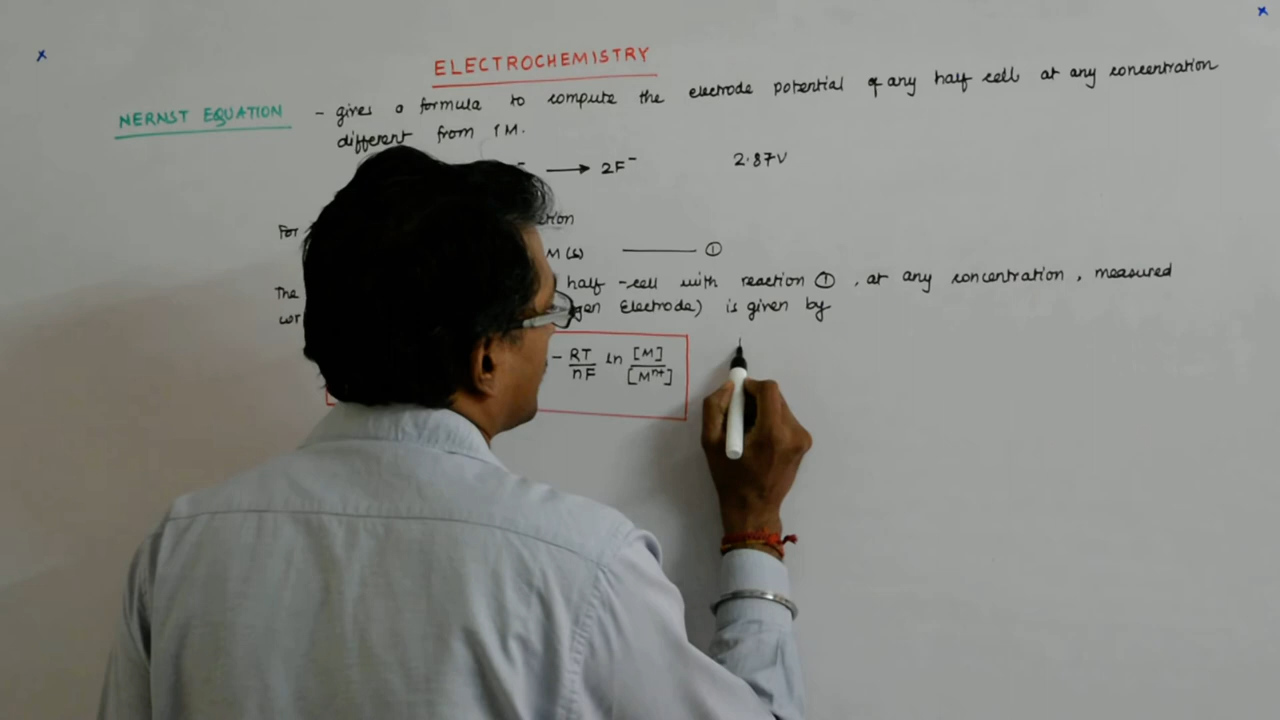 ELECTROCHEMISTRY
NERNST EQUATION - gives a formula to compute the electrode potential of any half cell at any concentration
different from 1M.
⟶ 2F⁻ 2.87V
For
M(s) ——— ①
The half-cell with reaction ①, at any concentration, measured
wr Electrode) is given by
- RT/nF ln [M]/[Mⁿ⁺]